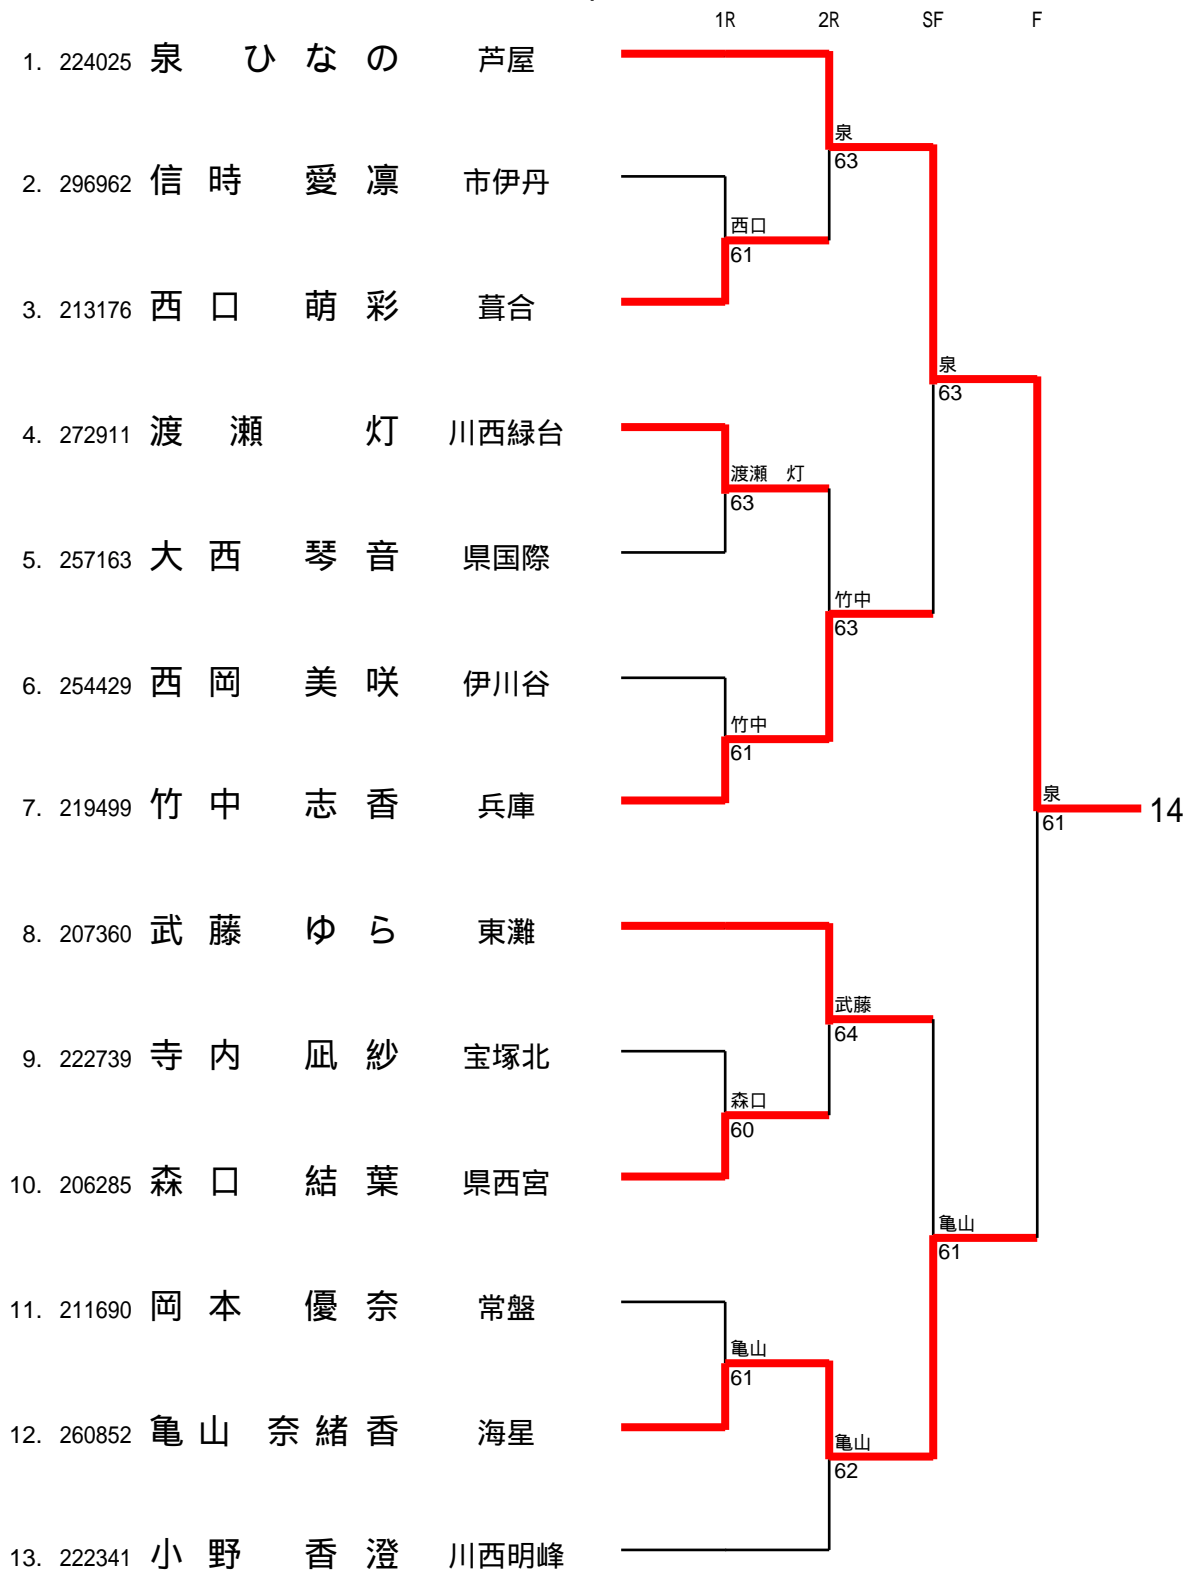 1R 2R SF F
1. 224025 泉 ひなの 芦屋
泉
63
2. 296962 信時 愛凛 市伊丹
西口
61
3. 213176 西口 萌彩 葺合
泉
63
4. 272911 渡瀬 灯 川西緑台
渡瀬 灯
63
5. 257163 大西 琴音 県国際
竹中
63
6. 254429 西岡 美咲 伊川谷
竹中
61
7. 219499 竹中 志香 兵庫
泉
61
14
8. 207360 武藤 ゆら 東灘
武藤
64
9. 222739 寺内 凪紗 宝塚北
森口
60
10. 206285 森口 結葉 県西宮
亀山
61
11. 211690 岡本 優奈 常盤
亀山
61
12. 260852 亀山 奈緒香 海星
亀山
62
13. 222341 小野 香澄 川西明峰